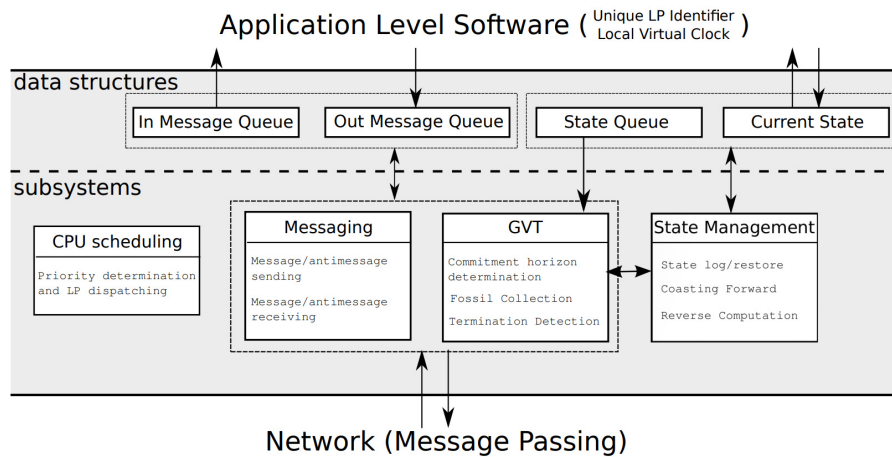 Application Level Software ( Unique LP Identifier
Local Virtual Clock )
data structures
In Message Queue
Out Message Queue
State Queue
Current State
subsystems
CPU scheduling
Priority determination
and LP dispatching
Messaging
Message/antimessage
sending
Message/antimessage
receiving
GVT
Commitment horizon
determination
Fossil Collection
Termination Detection
State Management
State log/restore
Coasting Forward
Reverse Computation
Network (Message Passing)